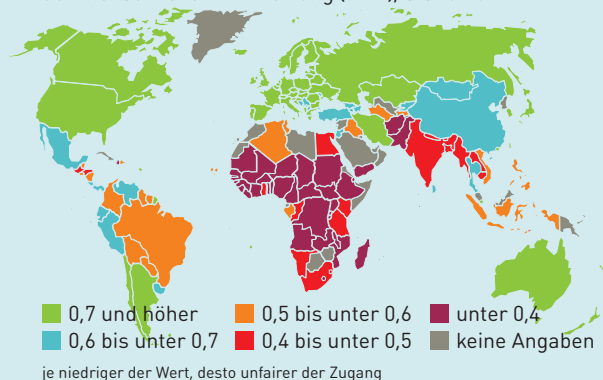 0,7 und höher
0,5 bis unter 0,6
unter 0,4
0,6 bis unter 0,7
0,4 bis unter 0,5
keine Angaben
je niedriger der Wert, desto unfairer der Zugang